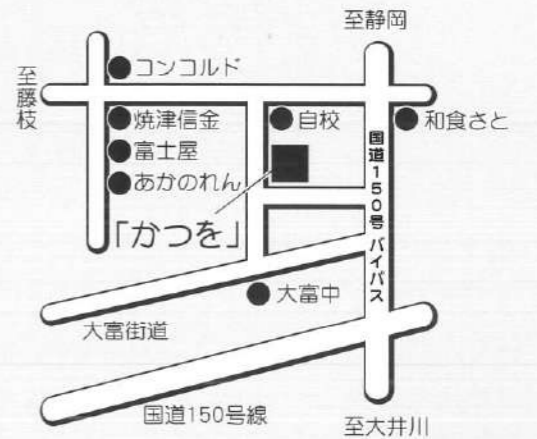 至静岡
コンコルド
至藤枝
焼津信金
自校
和食さと
富士屋
あかのれん
国道150号バイパス
「かつを」
大富中
大富街道
国道150号線
至大井川